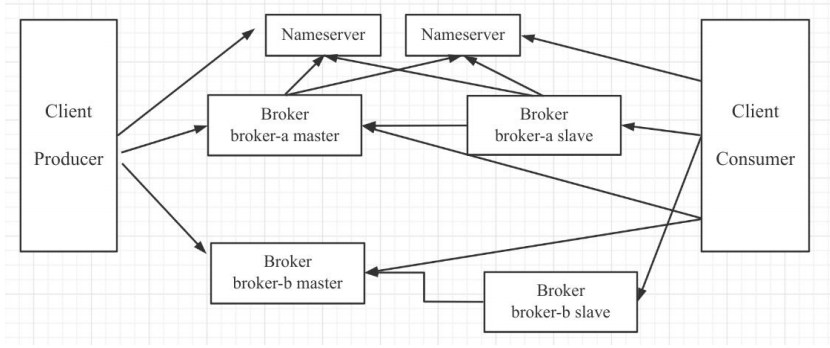 Nameserver
Nameserver
Client
Producer
Broker
broker-a master
Broker
broker-a slave
Client
Consumer
Broker
broker-b master
Broker
broker-b slave